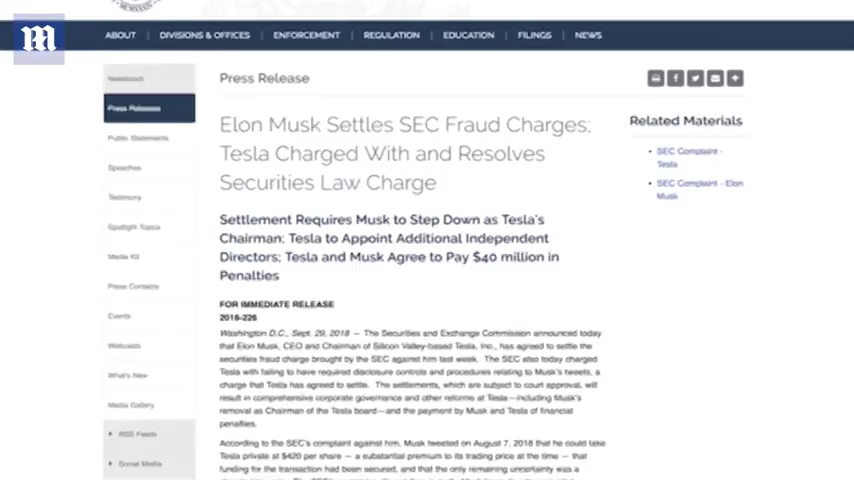 m
ABOUT | DIVISIONS & OFFICES | ENFORCEMENT | REGULATION | EDUCATION | FILINGS | NEWS
Newsroom
Press Release
Press Releases
Elon Musk Settles SEC Fraud Charges;
Tesla Charged With and Resolves
Securities Law Charge
Related Materials
• SEC Complaint -
Tesla
• SEC Complaint - Elon
Musk
Public Statements
Speeches
Testimony
Spotlight Topics
Media Kit
Press Contacts
Events
Webcasts
What's New
Media Gallery
RSS Feeds
Social Media
Settlement Requires Musk to Step Down as Tesla's
Chairman; Tesla to Appoint Additional Independent
Directors; Tesla and Musk Agree to Pay $40 million in
Penalties
FOR IMMEDIATE RELEASE
2018-226
Washington D.C., Sept. 29, 2018 — The Securities and Exchange Commission announced today
that Elon Musk, CEO and Chairman of Silicon Valley-based Tesla, Inc., has agreed to settle the
securities fraud charge brought by the SEC against him last week. The SEC also today charged
Tesla with failing to have required disclosure controls and procedures relating to Musk's tweets, a
charge that Tesla has agreed to settle. The settlements, which are subject to court approval, will
result in comprehensive corporate governance and other reforms at Tesla—including Musk's
removal as Chairman of the Tesla board—and the payment by Musk and Tesla of financial
penalties.
According to the SEC's complaint against him, Musk tweeted on August 7, 2018 that he could take
Tesla private at $420 per share — a substantial premium to its trading price at the time — that
funding for the transaction had been secured, and that the only remaining uncertainty was a